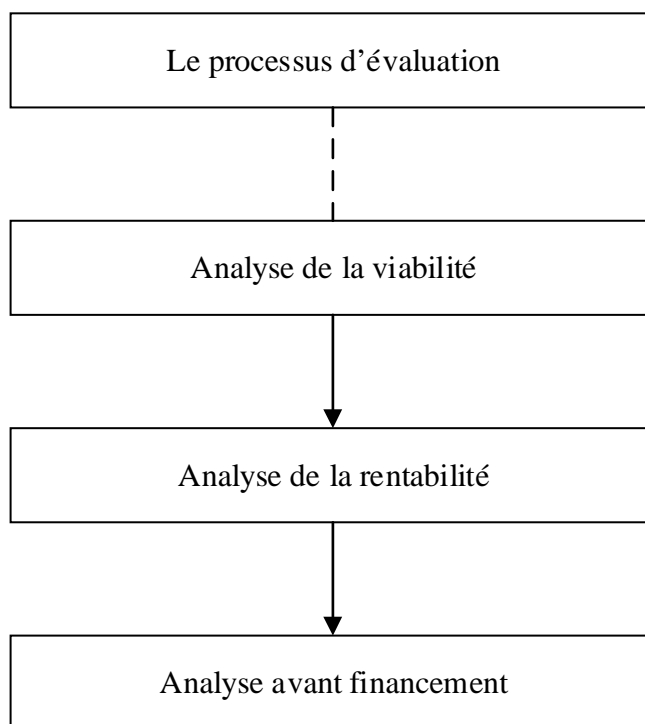 Le processus d’évaluation
Analyse de la viabilité
Analyse de la rentabilité
Analyse avant financement